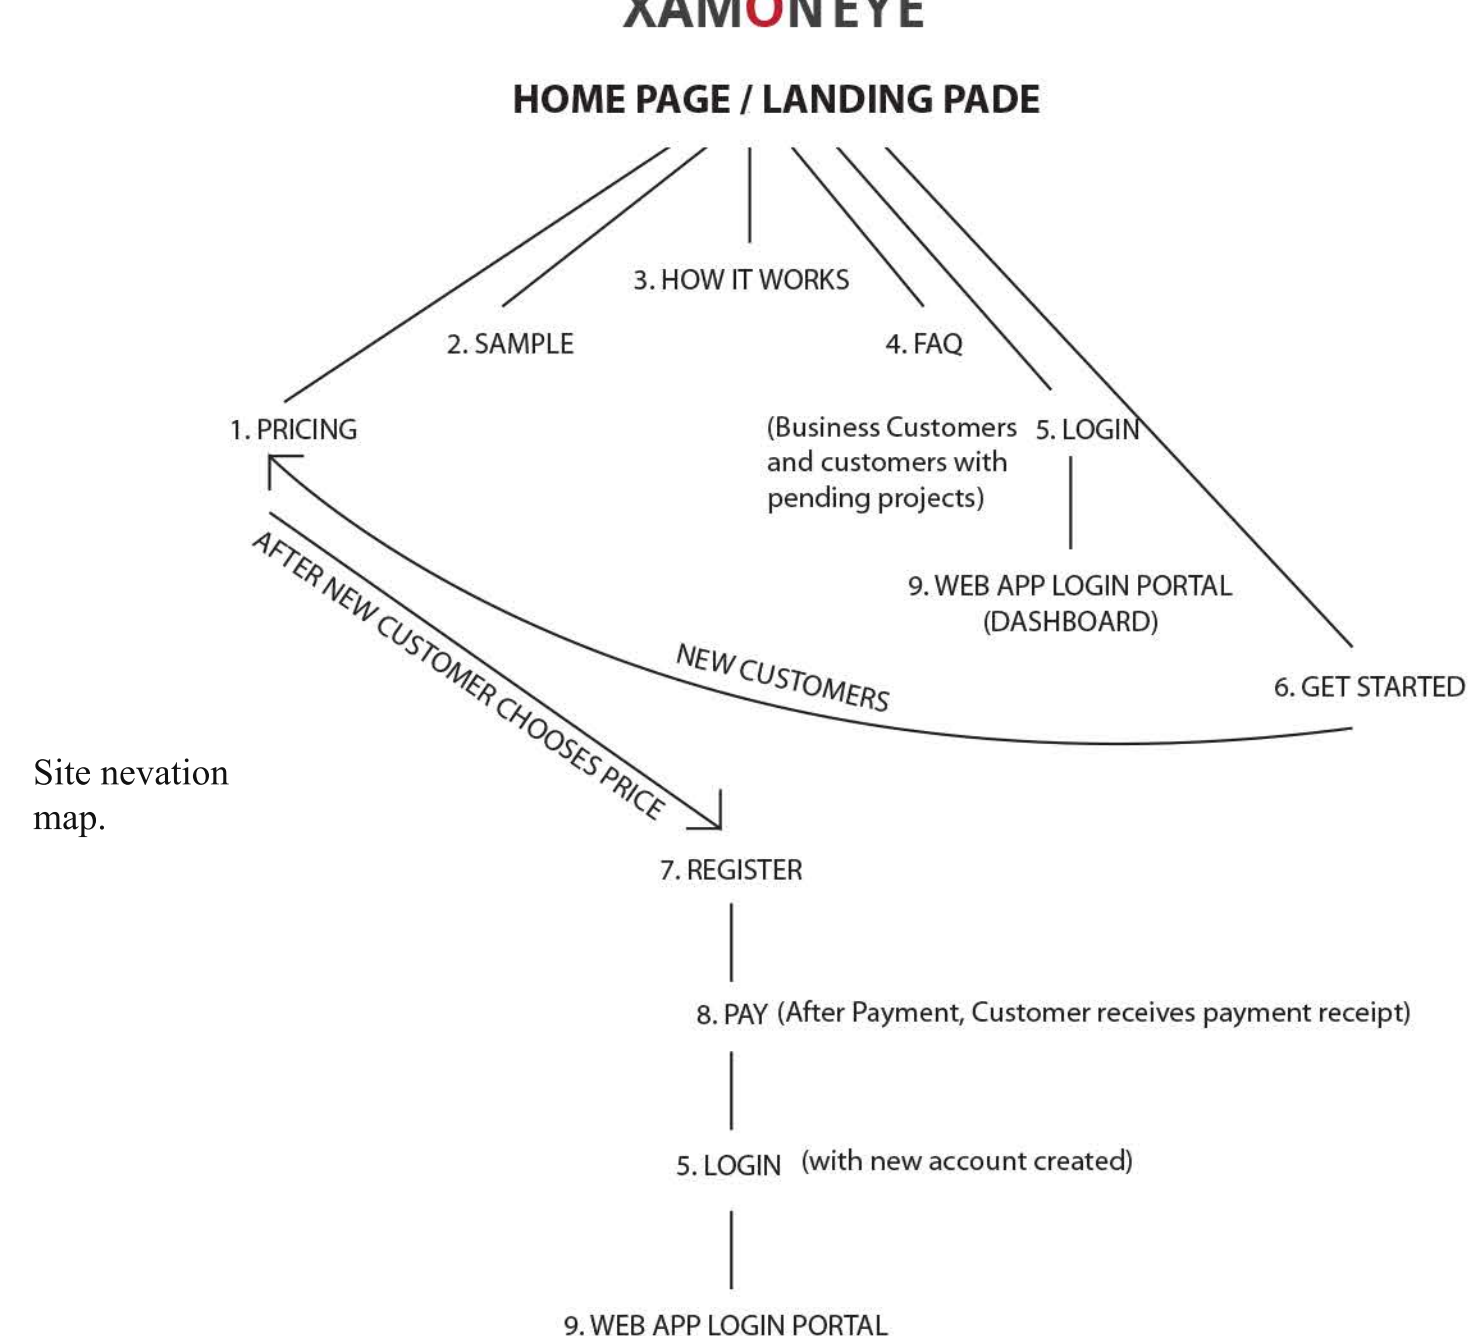 XAMONEYE
HOME PAGE / LANDING PADE
3. HOW IT WORKS
2. SAMPLE
4. FAQ
1. PRICING
(Business Customers
and customers with
pending projects)
5. LOGIN
9. WEB APP LOGIN PORTAL
(DASHBOARD)
NEW CUSTOMERS
6. GET STARTED
AFTER NEW CUSTOMER CHOOSES PRICE
Site nevation
map.
7. REGISTER
8. PAY (After Payment, Customer receives payment receipt)
5. LOGIN (with new account created)
9. WEB APP LOGIN PORTAL